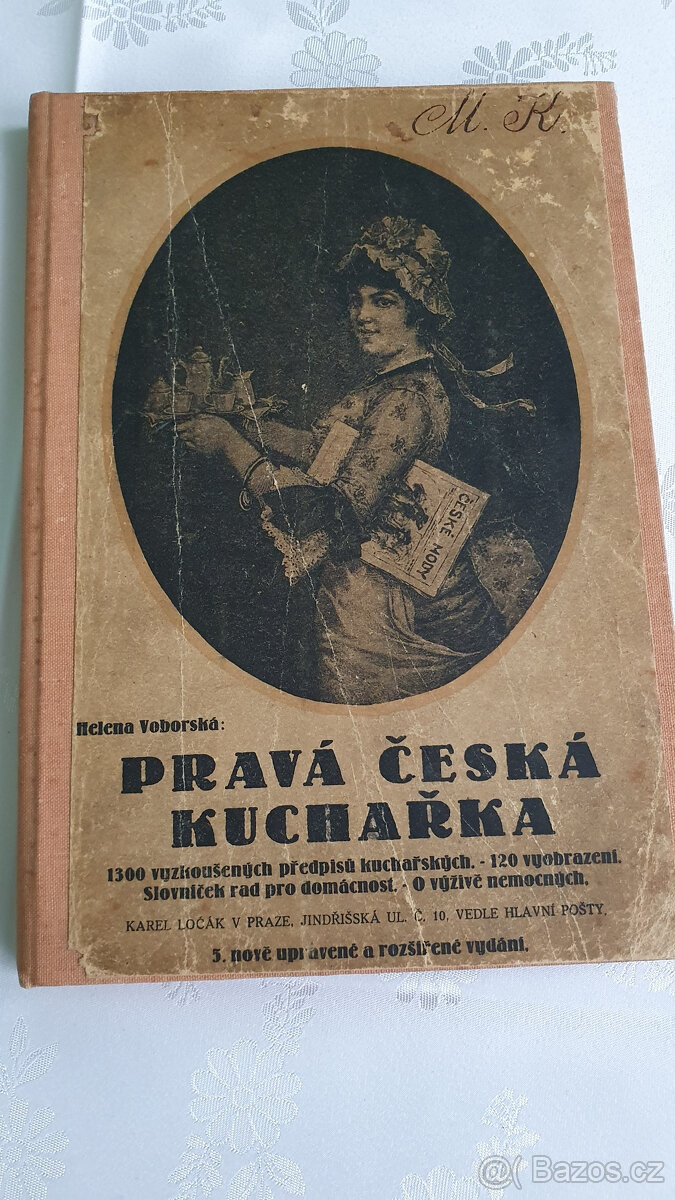 M. K.
ČESKÉ MODY
Helena Voborská:
PRAVÁ ČESKÁ
KUCHAŘKA
1300 vyzkoušených předpisů kuchařských. - 120 vyobrazení.
Slovníček rad pro domácnost. - O výživě nemocných.
KAREL LOČÁK V PRAZE, JINDŘIŠSKÁ UL. Č. 10, VEDLE HLAVNÍ POŠTY.
5. nově upravené a rozšířené vydání.
@( Bazos.cz